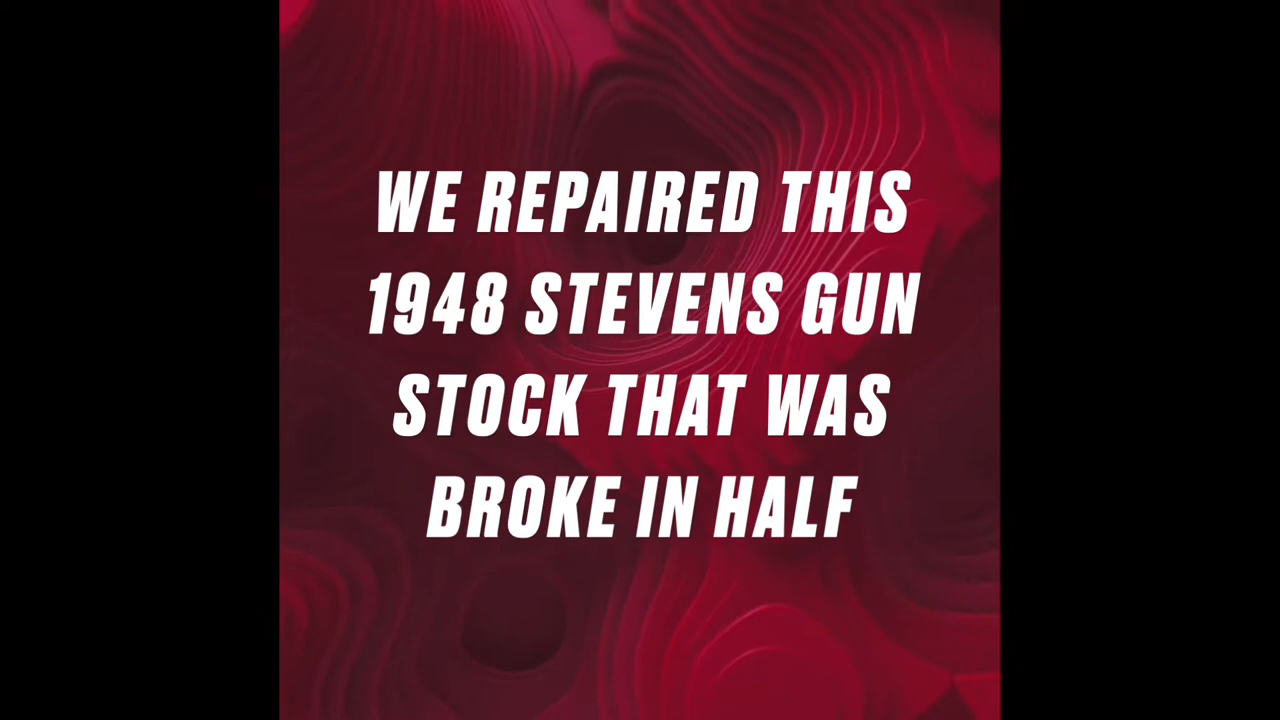 WE REPAIRED THIS
1948 STEVENS GUN
STOCK THAT WAS
BROKE IN HALF